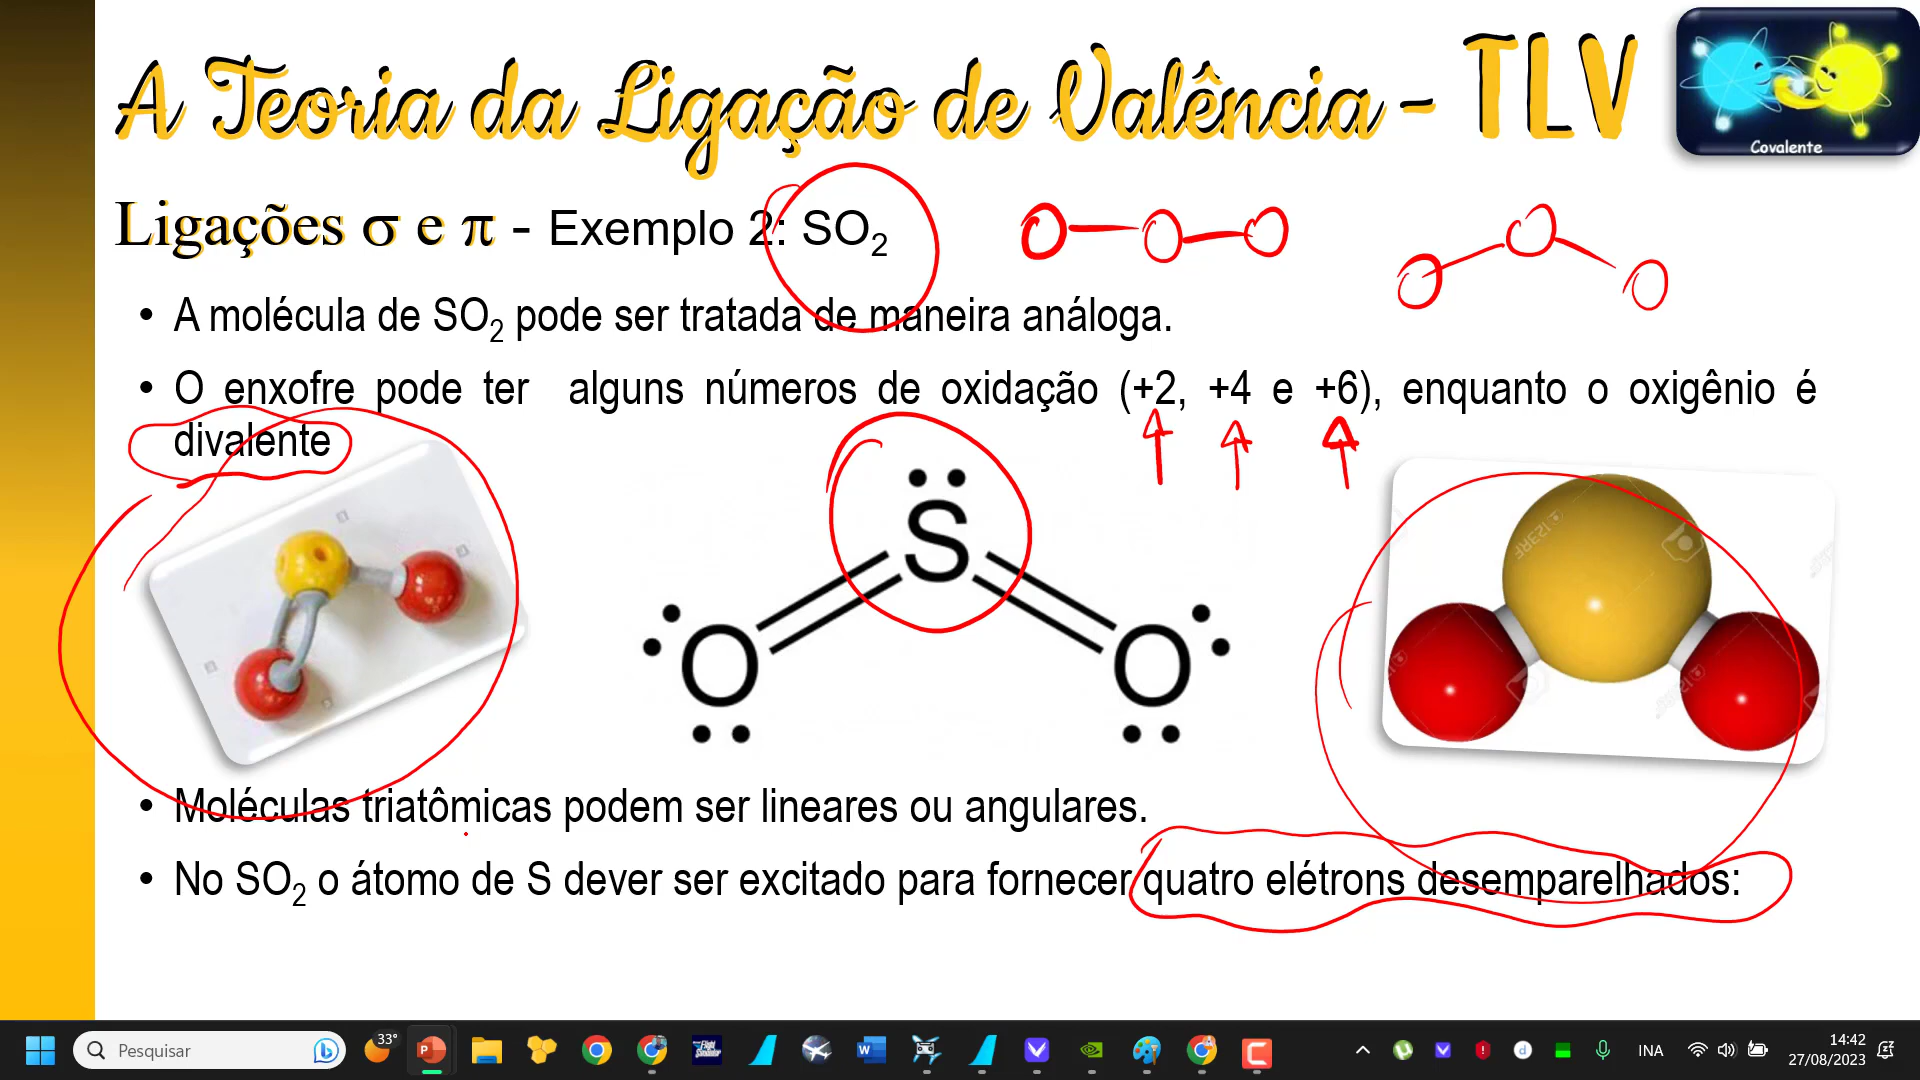 A Teoria da Ligação de Valência - TLV
Covalente
Ligações σ e π - Exemplo 2: SO₂
• A molécula de SO₂ pode ser tratada de maneira análoga.
• O enxofre pode ter alguns números de oxidação (+2, +4 e +6), enquanto o oxigênio é
divalente
S
O O
• Moléculas triatômicas podem ser lineares ou angulares.
• No SO₂ o átomo de S dever ser excitado para fornecer quatro elétrons desemparelhados:
Pesquisar
33°
INA
14:42
27/08/2023